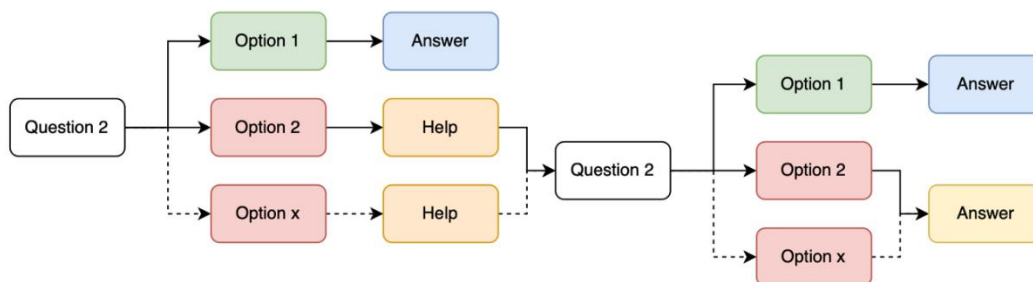 Question 2
Option 1
Answer
Option 2
Help
Option x
Help
Question 2
Option 1
Answer
Option 2
Option x
Answer